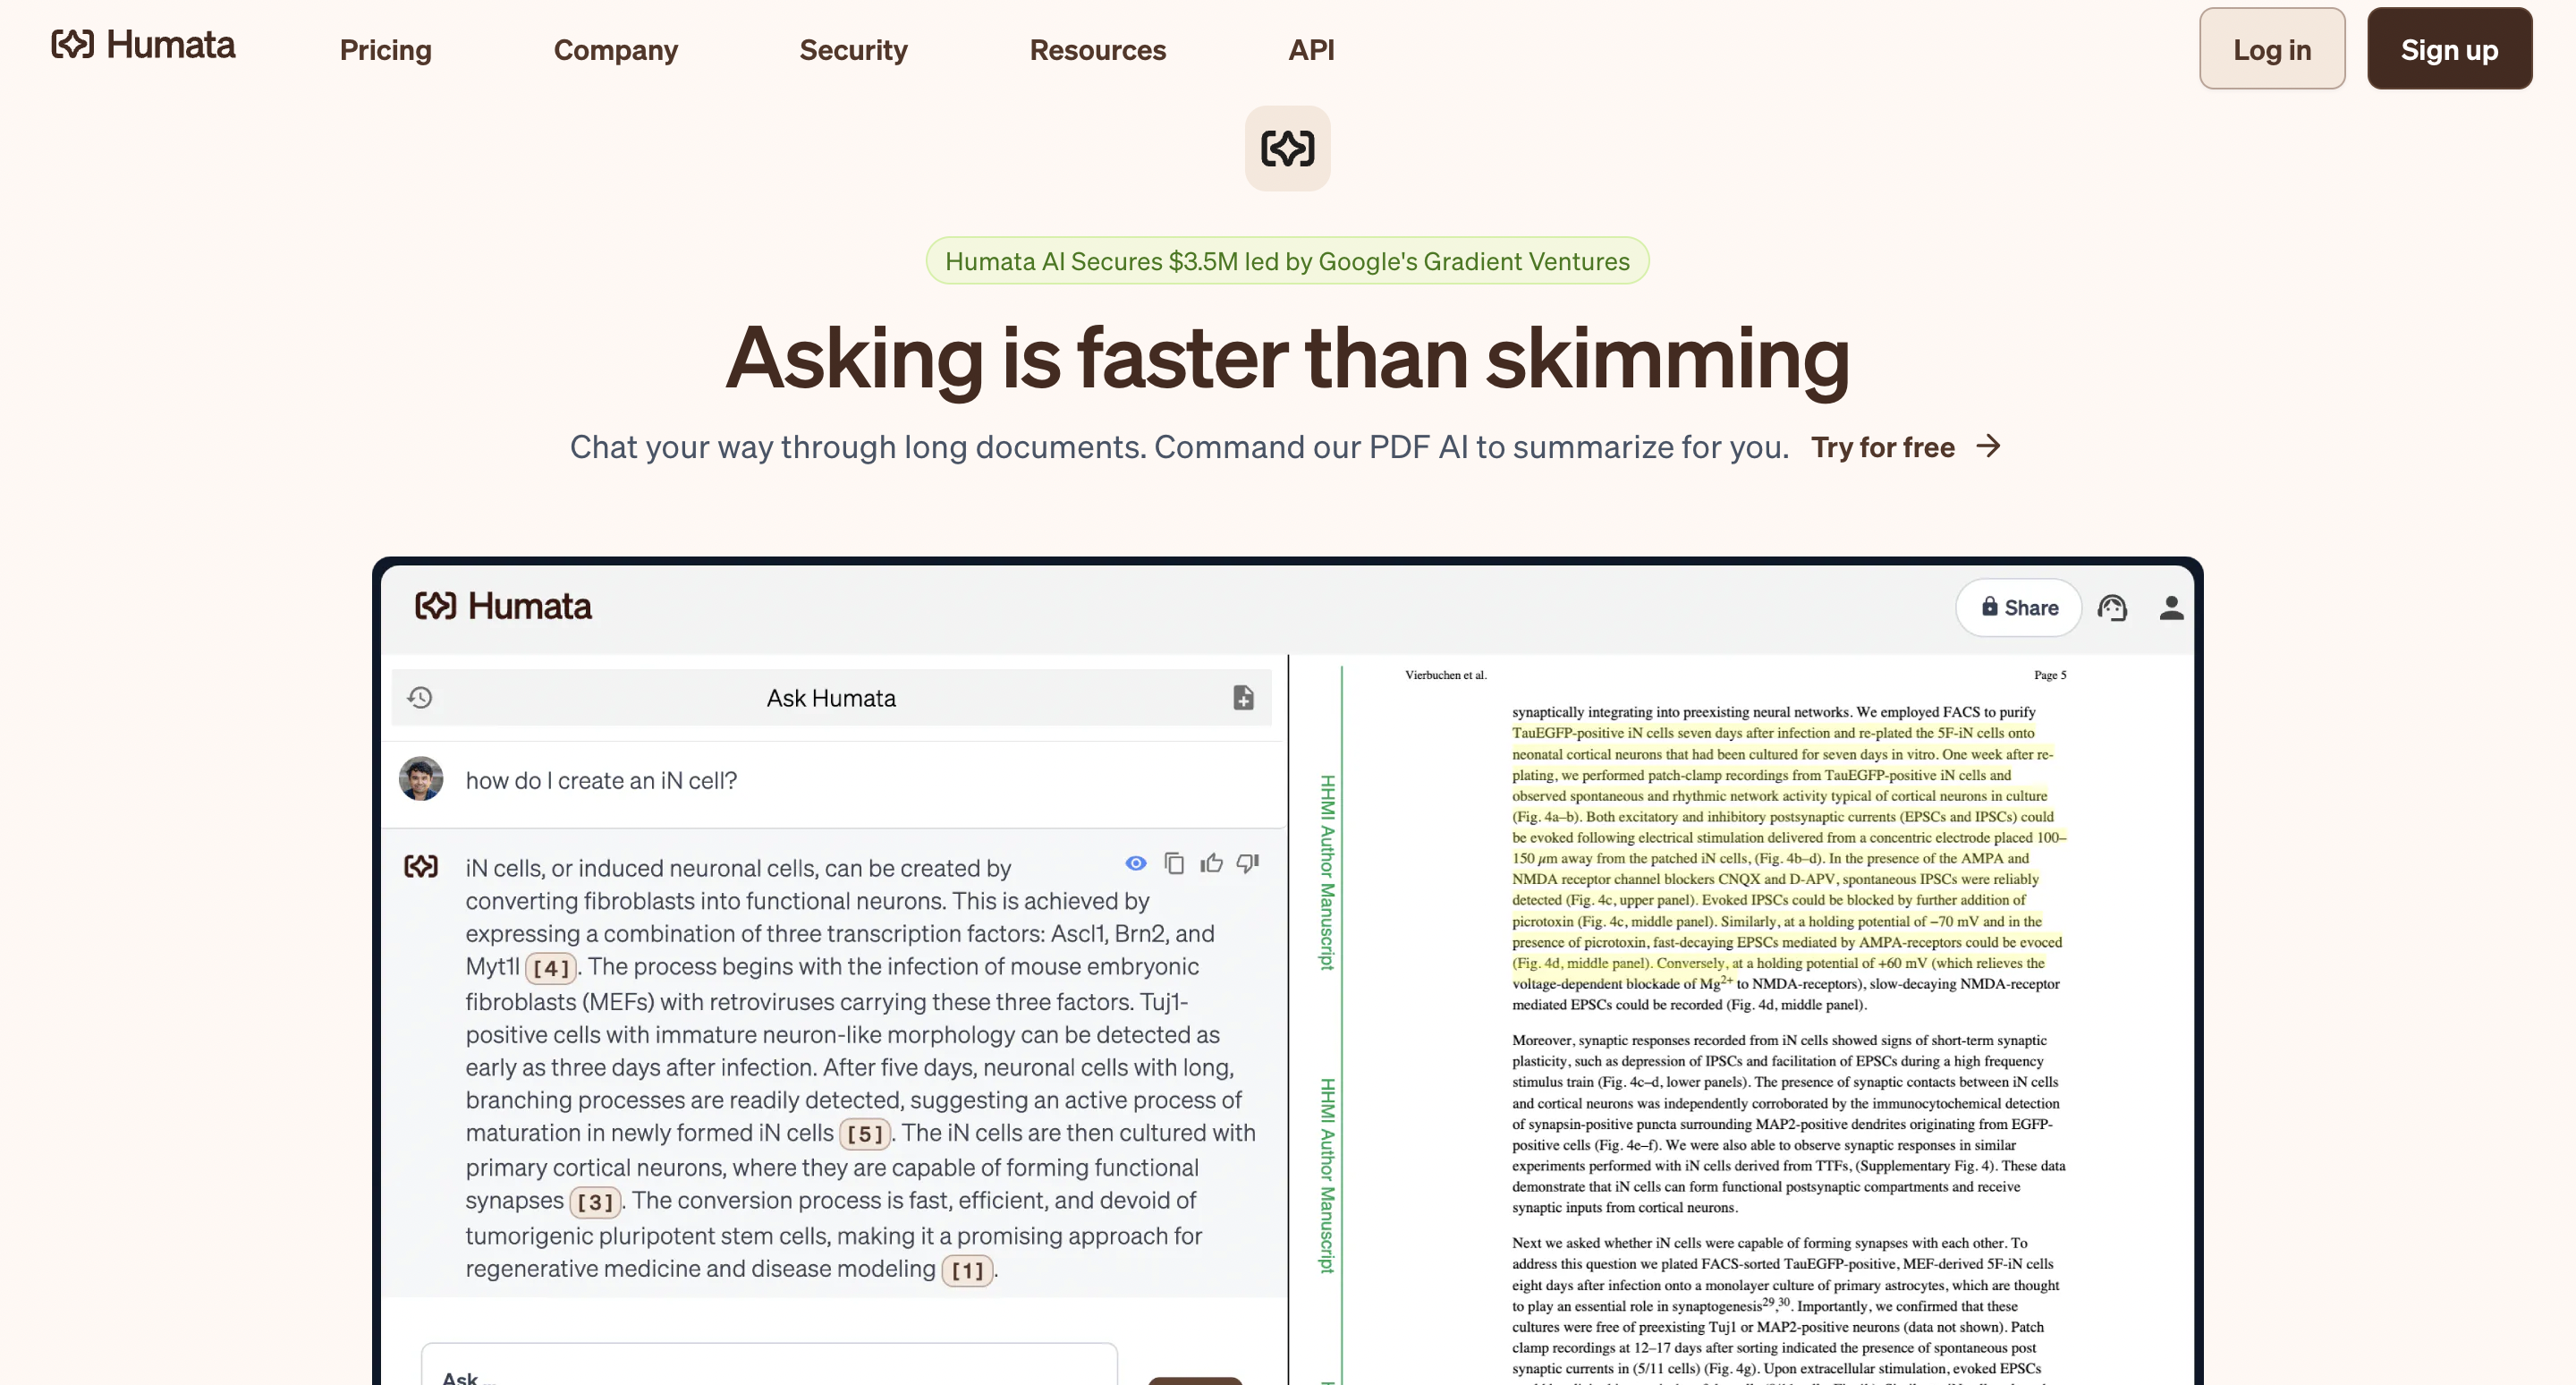 Humata
Pricing
Company
Security
Resources
API
Log in
Sign up
Humata AI Secures $3.5M led by Google's Gradient Ventures
Asking is faster than skimming
Chat your way through long documents. Command our PDF AI to summarize for you.
Try for free →
Humata
Share
Ask Humata
how do I create an iN cell?
iN cells, or induced neuronal cells, can be created by
converting fibroblasts into functional neurons. This is achieved by
expressing a combination of three transcription factors: Ascl1, Brn2, and
Myt1l [4]. The process begins with the infection of mouse embryonic
fibroblasts (MEFs) with retroviruses carrying these three factors. Tuj1-
positive cells with immature neuron-like morphology can be detected as
early as three days after infection. After five days, neuronal cells with long,
branching processes are readily detected, suggesting an active process of
maturation in newly formed iN cells [5]. The iN cells are then cultured with
primary cortical neurons, where they are capable of forming functional
synapses [3]. The conversion process is fast, efficient, and devoid of
tumorigenic pluripotent stem cells, making it a promising approach for
regenerative medicine and disease modeling [1].
Ask ...
HHMI Author Manuscript
HHMI Author Manuscript
Vierbuchen et al.
Page 5
synaptically integrating into preexisting neural networks. We employed FACS to purify
TauEGFP-positive iN cells seven days after infection and re-plated the 5F-iN cells onto
neonatal cortical neurons that had been cultured for seven days in vitro. One week after re-
plating, we performed patch-clamp recordings from TauEGFP-positive iN cells and
observed spontaneous and rhythmic network activity typical of cortical neurons in culture
(Fig. 4a–b). Both excitatory and inhibitory postsynaptic currents (EPSCs and IPSCs) could
be evoked following electrical stimulation delivered from a concentric electrode placed 100–
150 μm away from the patched iN cells, (Fig. 4b–d). In the presence of the AMPA and
NMDA receptor channel blockers CNQX and D-APV, spontaneous IPSCs were reliably
detected (Fig. 4c, upper panel). Evoked IPSCs could be blocked by further addition of
picrotoxin (Fig. 4c, middle panel). Similarly, at a holding potential of −70 mV and in the
presence of picrotoxin, fast-decaying EPSCs mediated by AMPA-receptors could be evoced
(Fig. 4d, middle panel). Conversely, at a holding potential of +60 mV (which relieves the
voltage-dependent blockade of Mg2+ to NMDA-receptors), slow-decaying NMDA-receptor
mediated EPSCs could be recorded (Fig. 4d, middle panel).
Moreover, synaptic responses recorded from iN cells showed signs of short-term synaptic
plasticity, such as depression of IPSCs and facilitation of EPSCs during a high frequency
stimulus train (Fig. 4c–d, lower panels). The presence of synaptic contacts between iN cells
and cortical neurons was independently corroborated by the immunocytochemical detection
of synapsin-positive puncta surrounding MAP2-positive dendrites originating from EGFP-
positive cells (Fig. 4e–f). We were also able to observe synaptic responses in similar
experiments performed with iN cells derived from TTFs, (Supplementary Fig. 4). These data
demonstrate that iN cells can form functional postsynaptic compartments and receive
synaptic inputs from cortical neurons.
Next we asked whether iN cells were capable of forming synapses with each other. To
address this question we plated FACS-sorted TauEGFP-positive, MEF-derived 5F-iN cells
eight days after infection onto a monolayer culture of primary astrocytes, which are thought
to play an essential role in synaptogenesis29,30. Importantly, we confirmed that these
cultures were free of preexisting Tuj1 or MAP2-positive neurons (data not shown). Patch
clamp recordings at 12–17 days after sorting indicated the presence of spontaneous post
synaptic currents in (5/11 cells) (Fig. 4g). Upon extracellular stimulation, evoked EPSCs